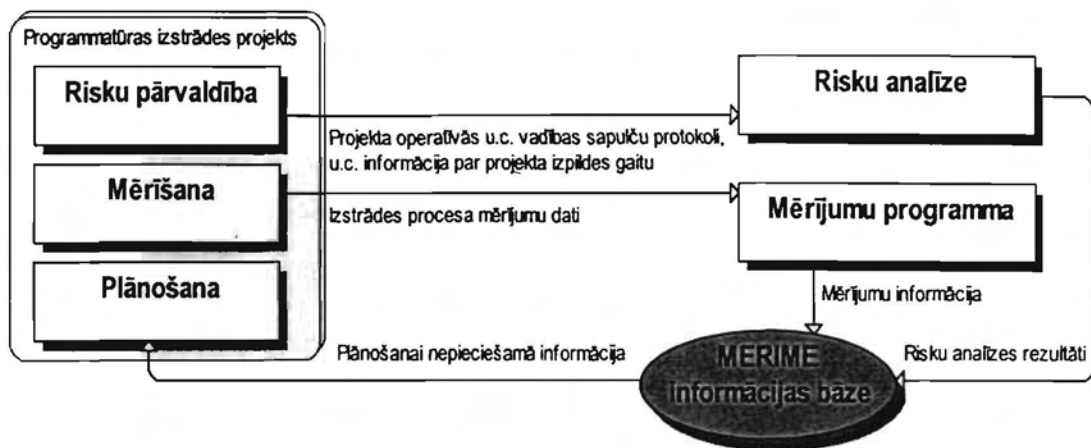 Programmatūras izstrādes projekts
Risku pārvaldība
Risku analīze
Projekta operatīvās u.c. vadības sapulču protokoli,
u.c. informācija par projekta izpildes gaitu
Mērīšana
Mērījumu programma
Izstrādes procesa mērījumu dati
Plānošana
Mērījumu informācija
Plānošanai nepieciešamā informācija
MERIME
informācijas bāze
Risku analīzes rezultāti